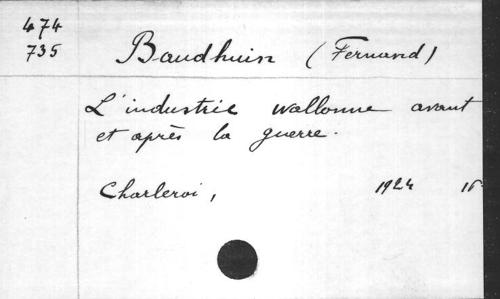 474
735
Baudhuin (Fernand)
L'industrie wallonne avant
et après la guerre.
Charleroi, 1924 16